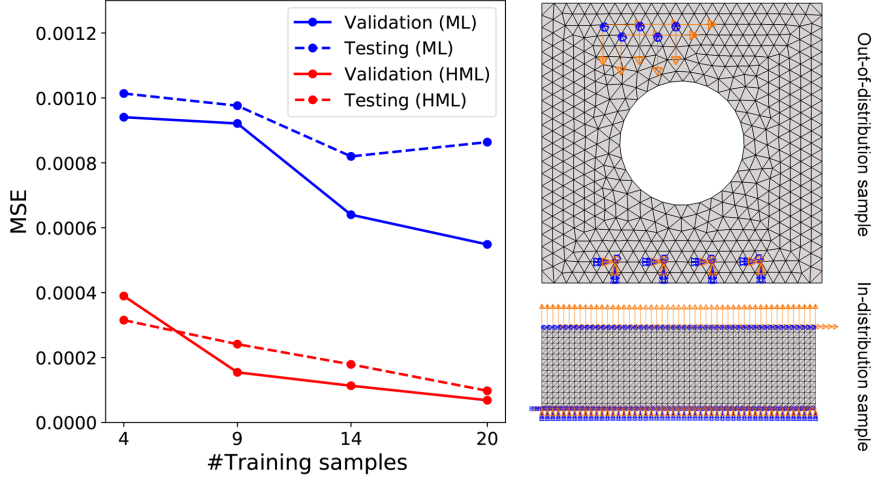 0.0012
0.0010
0.0008
0.0006
0.0004
0.0002
0.0000
MSE
4
9
14
20
#Training samples
Validation (ML)
Testing (ML)
Validation (HML)
Testing (HML)
Out-of-distribution sample
In-distribution sample